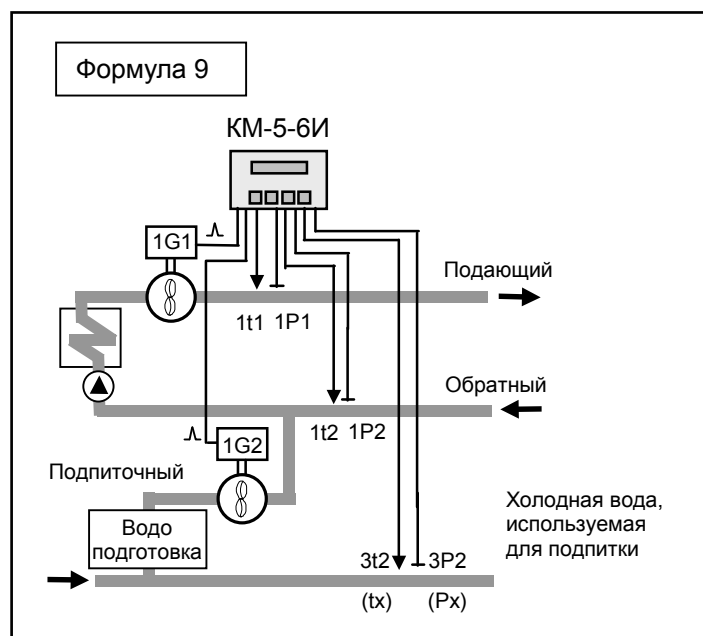 Формула 9
КМ-5-6И
1G1
Подающий
1t1 1P1
Обратный
1t2 1P2
1G2
Подпиточный
Водо
подготовка
Холодная вода,
используемая
для подпитки
3t2 3P2
(tx) (Px)